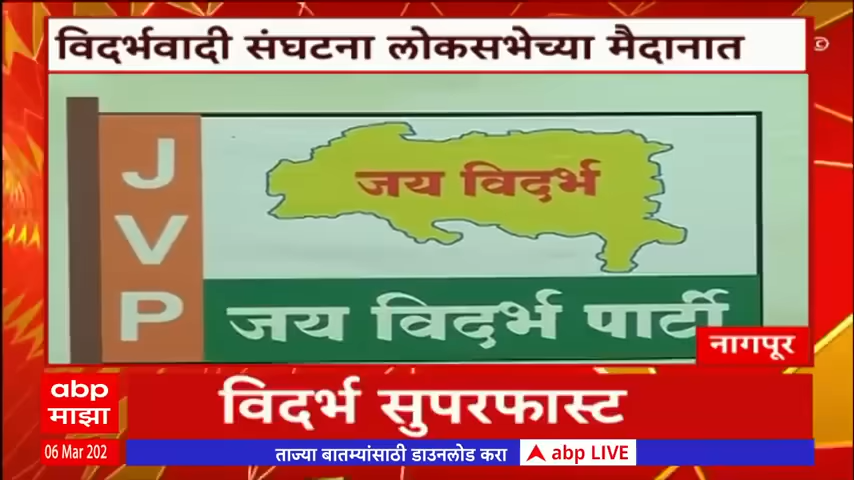 विदर्भवादी संघटना लोकसभेच्या मैदानात
©
J
V
P
जय विदर्भ
जय विदर्भ पार्टी
नागपूर
abp
माझा
विदर्भ सुपरफास्ट
06 Mar 202
ताज्या बातम्यांसाठी डाउनलोड करा
abp LIVE